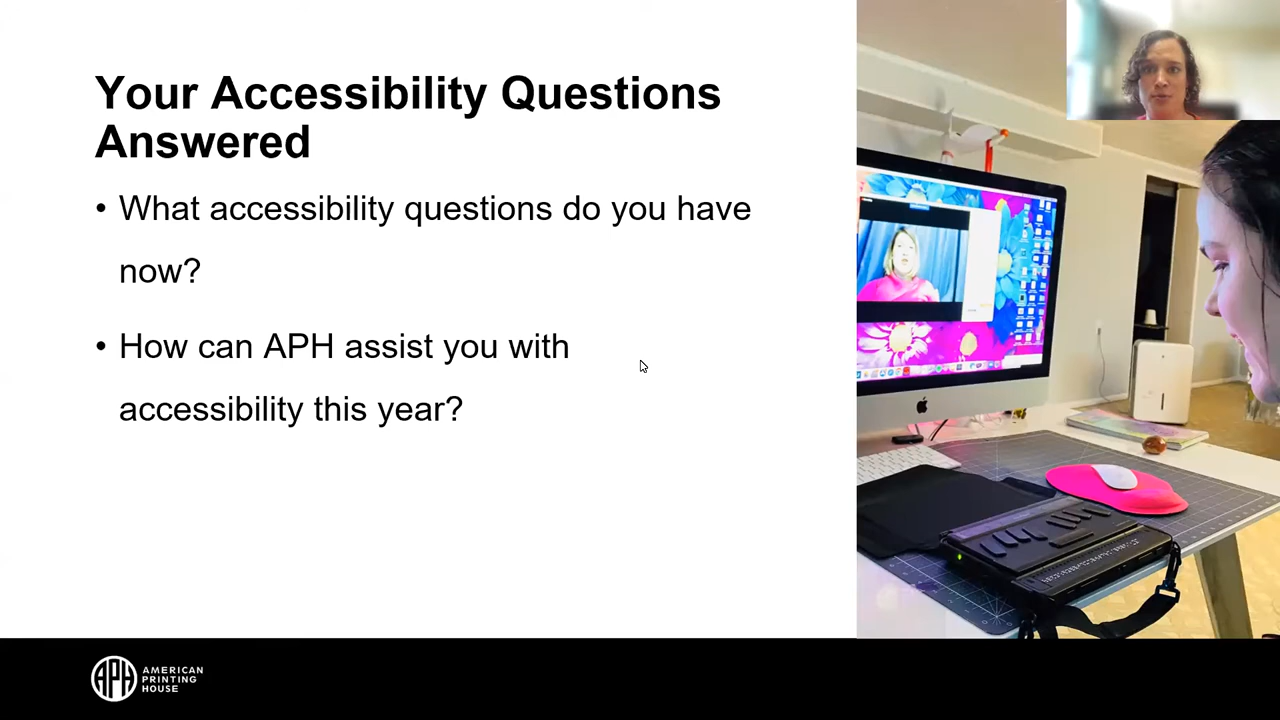 Your Accessibility Questions
Answered
• What accessibility questions do you have
now?
• How can APH assist you with
accessibility this year?
APH
AMERICAN
PRINTING
HOUSE